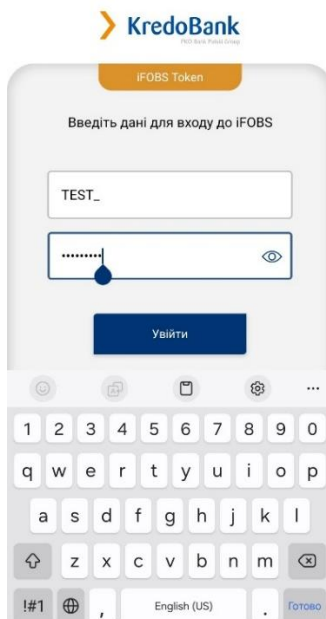 KredoBank
PKO Bank Polski Group
iFOBS Token
Введіть дані для входу до iFOBS
TEST_
•••••••••
Увійти
1 2 3 4 5 6 7 8 9 0
q w e r t y u i o p
a s d f g h j k l
z x c v b n m
!#1 , English (US) . Готово